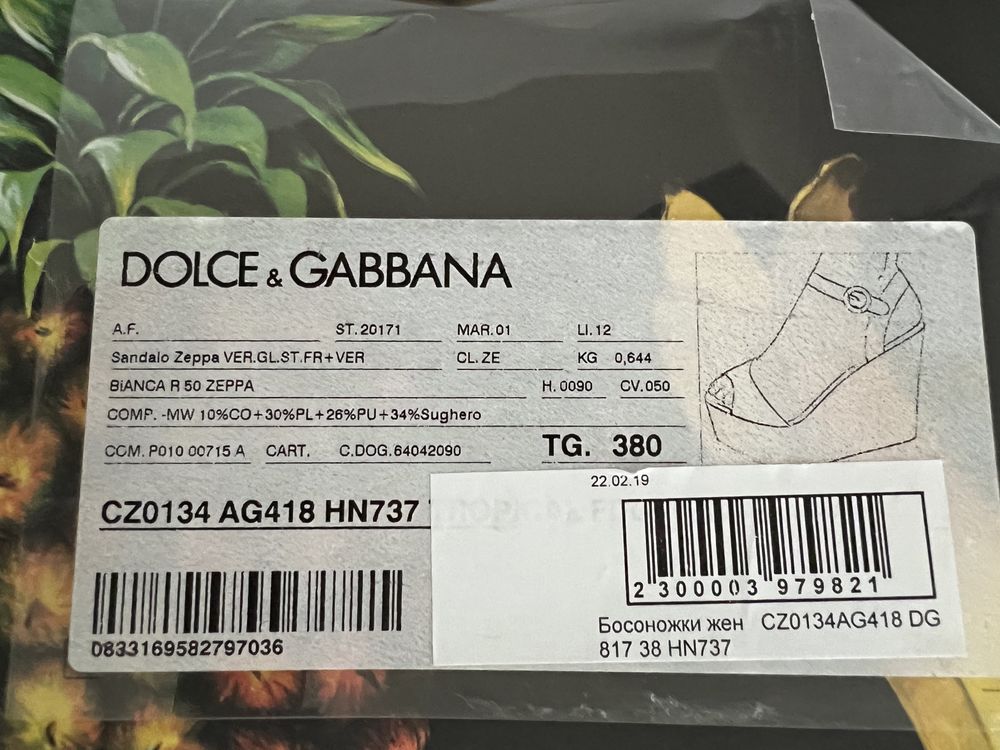 DOLCE & GABBANA
A.F. ST. 20171 MAR. 01 LI. 12
Sandalo Zeppa VER.GL.ST.FR+VER CL. ZE KG 0,644
BIANCA R 50 ZEPPA H. 0090 CV. 050
COMP. -MW 10%CO+30%PL+26%PU+34%Sughero
COM. P010 00715 A CART. C.DOG. 64042090 TG. 380
CZ0134 AG418 HN737
0833169582797036
22.02.19
2 300003 979821
Босоножки жен CZ0134AG418 DG
817 38 HN737